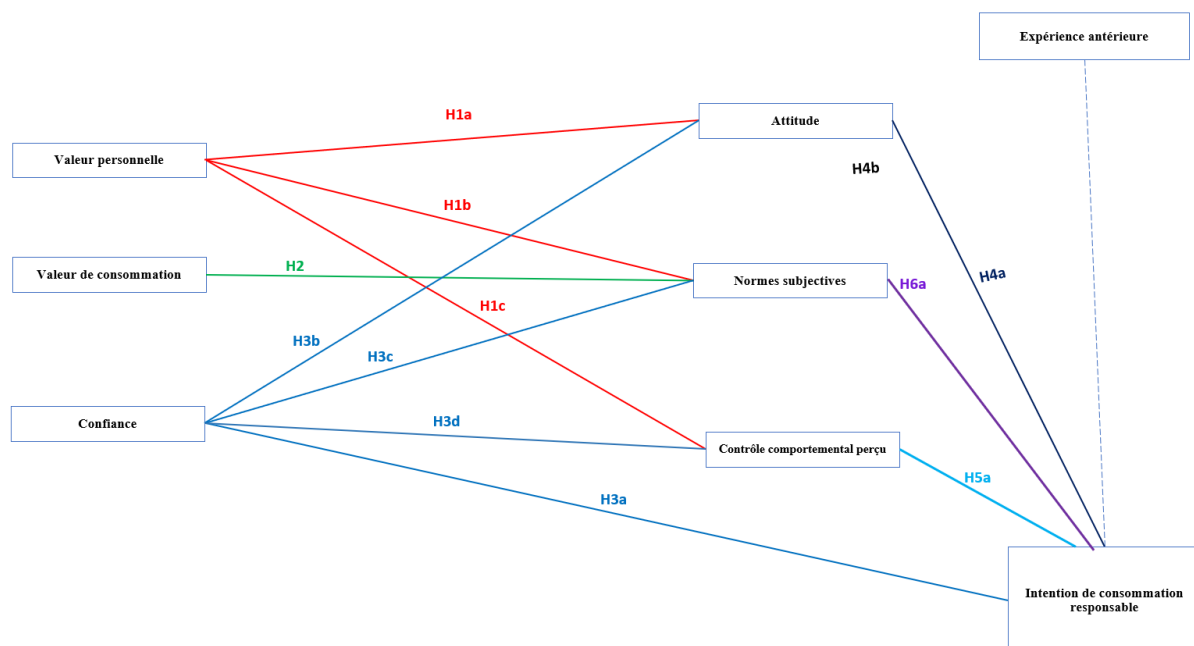 Expérience antérieure
H1a
Attitude
Valeur personnelle
H4b
H1b
Valeur de consommation
H2
Normes subjectives
H4a
H6a
H1c
H3b
H3c
Confiance
H3d
Contrôle comportemental perçu
H5a
H3a
Intention de consommation
responsable